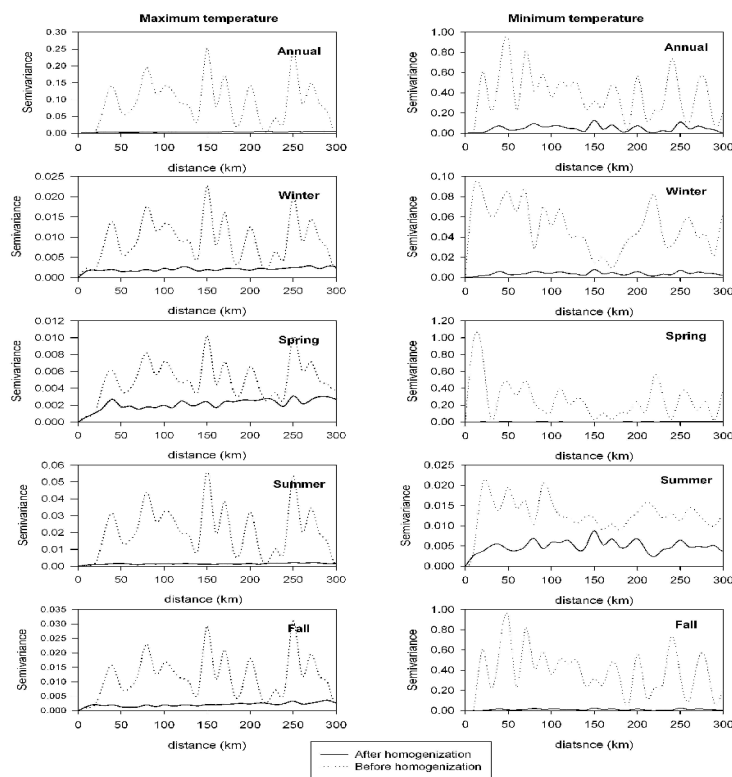 Maximum temperature
Minimum temperature
Annual
Semivariance
0.30
0.25
0.20
0.15
0.10
0.05
0.00
0 50 100 150 200 250 300
distance (km)
Annual
Semivariance
1.00
0.80
0.60
0.40
0.20
0.00
0 50 100 150 200 250 300
distance (km)
Winter
Semivariance
0.025
0.020
0.015
0.010
0.005
0.000
0 50 100 150 200 250 300
distance (km)
Winter
Semivariance
0.10
0.08
0.06
0.04
0.02
0.00
0 50 100 150 200 250 300
distance (km)
Spring
Semivariance
0.012
0.010
0.008
0.006
0.004
0.002
0.000
0 50 100 150 200 250 300
distance (km)
Spring
Semivariance
1.20
1.00
0.80
0.60
0.40
0.20
0.00
0 50 100 150 200 250 300
distance (km)
Summer
Semivariance
0.06
0.05
0.04
0.03
0.02
0.01
0.00
0 50 100 150 200 250 300
distance (km)
Summer
Semivariance
0.025
0.020
0.015
0.010
0.005
0.000
0 50 100 150 200 250 300
distance (km)
Fall
Semivariance
0.035
0.030
0.025
0.020
0.015
0.010
0.005
0.000
0 50 100 150 200 250 300
distance (km)
Fall
Semivariance
1.00
0.80
0.60
0.40
0.20
0.00
0 50 100 150 200 250 300
diatsnce (km)
After homogenization
Before homogenization